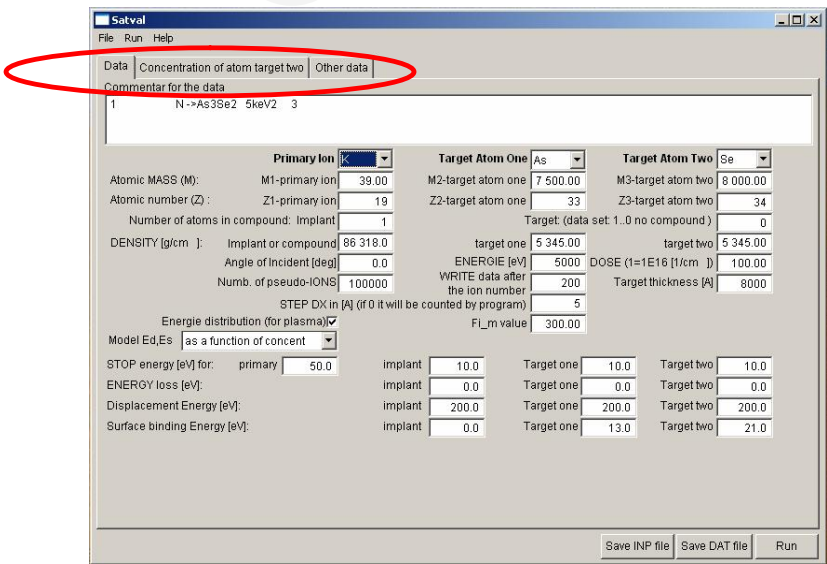 Satval
File Run Help
Data Concentration of atom target two Other data
Commentar for the data
1 N ->As3Se2 5keV2 3
Primary Ion K Target Atom One As Target Atom Two Se
Atomic MASS (M): M1-primary ion 39.00 M2-target atom one 7 500.00 M3-target atom two 8 000.00
Atomic number (Z) : Z1-primary ion 19 Z2-target atom one 33 Z3-target atom two 34
Number of atoms in compound: Implant 1 Target: (data set: 1..0 no compound ) 0
DENSITY [g/cm ]: Implant or compound 86 318.0 target one 5 345.00 target two 5 345.00
Angle of Incident [deg] 0.0 ENERGIE [eV] 5000 DOSE (1=1E16 [1/cm ]) 100.00
Numb. of pseudo-IONS 100000 WRITE data after the ion number 200 Target thickness [A] 8000
STEP DX in [A] (if 0 it will be counted by program) 5
Energie distribution (for plasma) Fi_m value 300.00
Model Ed,Es as a function of concent
STOP energy [eV] for: primary 50.0 implant 10.0 Target one 10.0 Target two 10.0
ENERGY loss [eV]: implant 0.0 Target one 0.0 Target two 0.0
Displacement Energy [eV]: implant 200.0 Target one 200.0 Target two 200.0
Surface binding Energy [eV]: implant 0.0 Target one 13.0 Target two 21.0
Save INP file Save DAT file Run